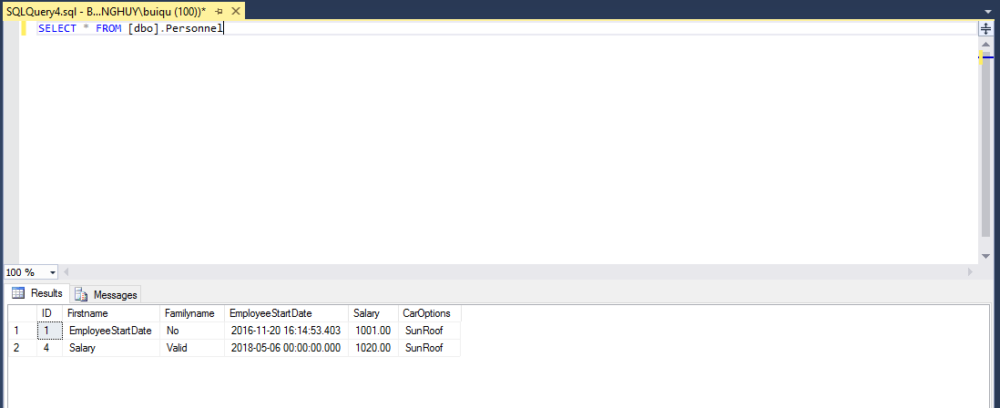 SQLQuery4.sql - B...NGHUY\buiqu (100))*
SELECT * FROM [dbo].Personnel
100 %
Results Messages
ID Firstname Familyname EmployeeStartDate Salary CarOptions
1 1 EmployeeStartDate No 2016-11-20 16:14:53.403 1001.00 SunRoof
2 4 Salary Valid 2018-05-06 00:00:00.000 1020.00 SunRoof